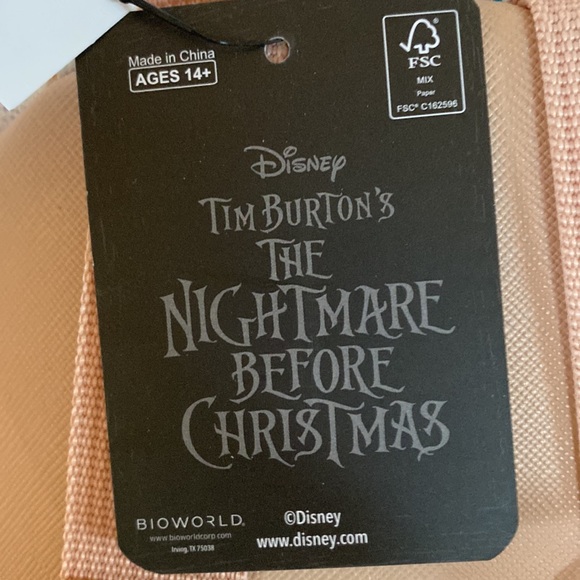 Made in China
AGES 14+
FSC
MIX
Paper
FSC® C162596
Disney
TIM BURTON'S
THE
NIGHTMARE
BEFORE
CHRISTMAS
BIOWORLD®
www.bioworldcorp.com
Irving, TX 75038
©Disney
www.disney.com